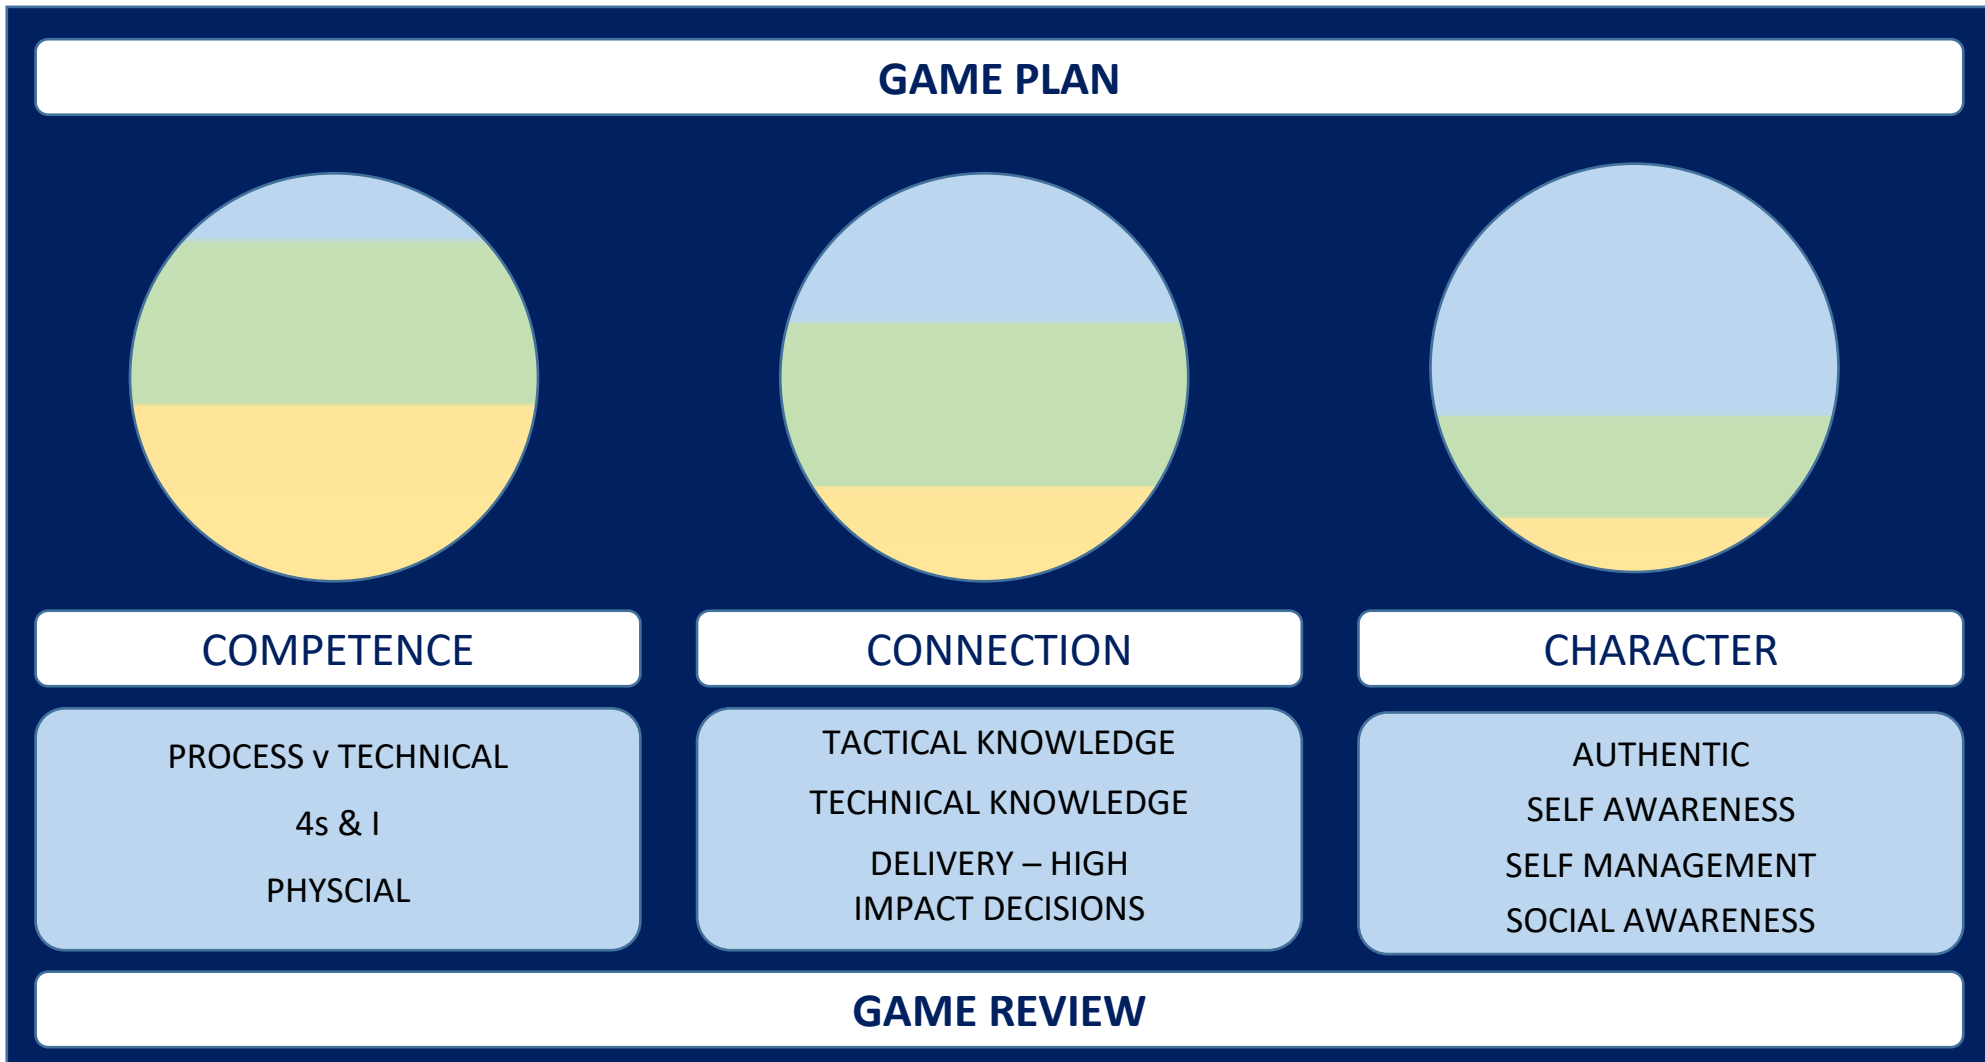 GAME PLAN
COMPETENCE
CONNECTION
CHARACTER
PROCESS v TECHNICAL
4s & I
PHYSCIAL
TACTICAL KNOWLEDGE
TECHNICAL KNOWLEDGE
DELIVERY – HIGH
IMPACT DECISIONS
AUTHENTIC
SELF AWARENESS
SELF MANAGEMENT
SOCIAL AWARENESS
GAME REVIEW